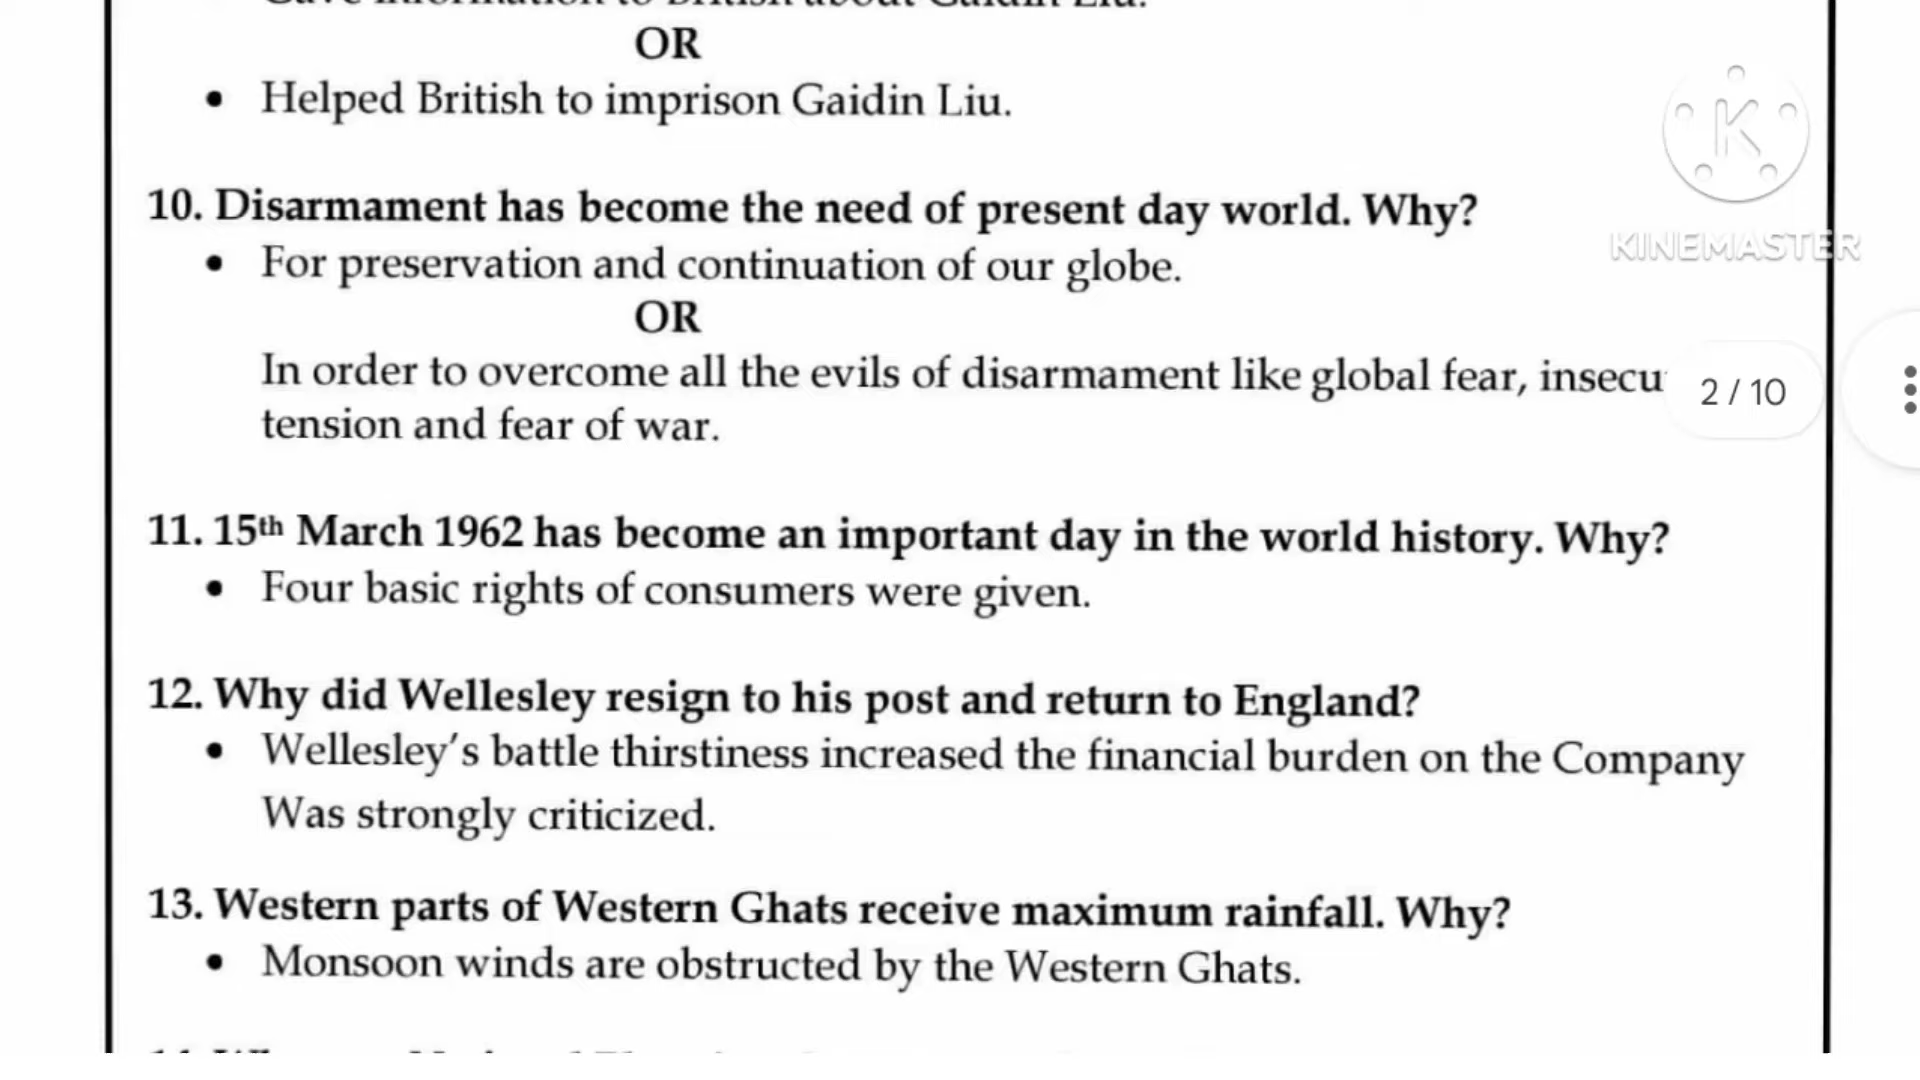 OR
• Helped British to imprison Gaidin Liu.
10. Disarmament has become the need of present day world. Why?
• For preservation and continuation of our globe.
OR
In order to overcome all the evils of disarmament like global fear,
tension and fear of war.
11. 15th March 1962 has become an important day in the world history. Why?
• Four basic rights of consumers were given.
12. Why did Wellesley resign to his post and return to England?
• Wellesley's battle thirstiness increased the financial burden on the Company
Was strongly criticized.
13. Western parts of Western Ghats receive maximum rainfall. Why?
• Monsoon winds are obstructed by the Western Ghats.
K
KINEMASTER
2 / 10